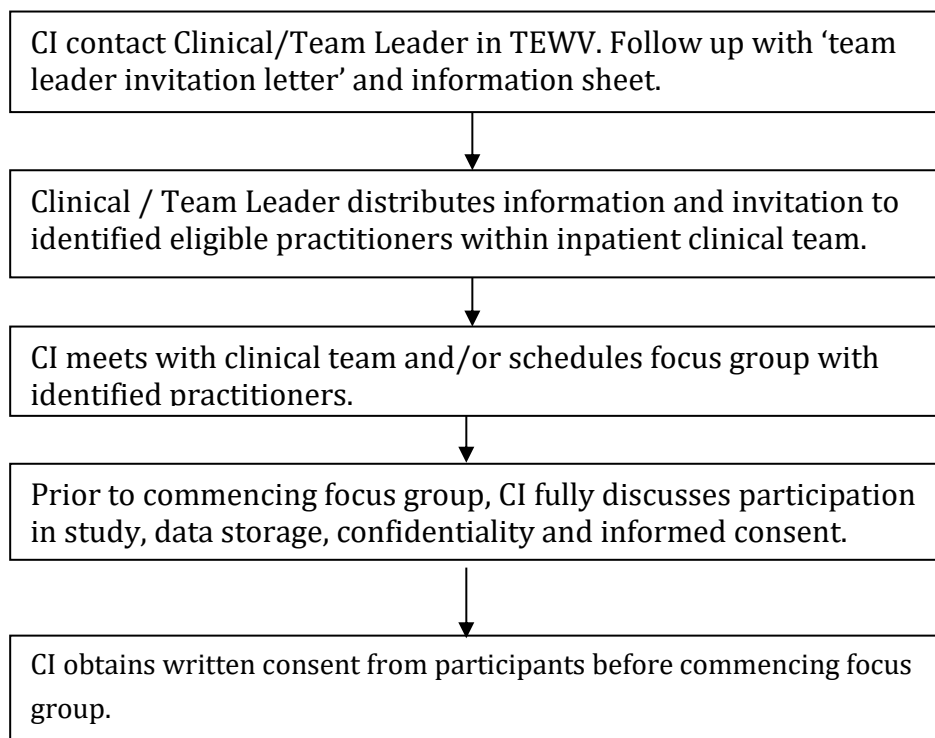 CI contact Clinical/Team Leader in TEWV. Follow up with ‘team
leader invitation letter’ and information sheet.
Clinical / Team Leader distributes information and invitation to
identified eligible practitioners within inpatient clinical team.
CI meets with clinical team and/or schedules focus group with
identified practitioners.
Prior to commencing focus group, CI fully discusses participation
in study, data storage, confidentiality and informed consent.
CI obtains written consent from participants before commencing focus
group.